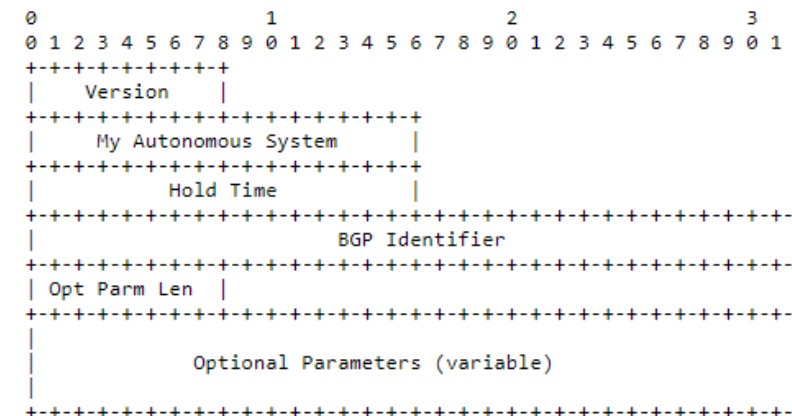 0                   1                   2                   3
 0 1 2 3 4 5 6 7 8 9 0 1 2 3 4 5 6 7 8 9 0 1 2 3 4 5 6 7 8 9 0 1
+-+-+-+-+-+-+-+-+
|    Version    |
+-+-+-+-+-+-+-+-+-+-+-+-+-+-+-+-+
|     My Autonomous System      |
+-+-+-+-+-+-+-+-+-+-+-+-+-+-+-+-+
|           Hold Time           |
+-+-+-+-+-+-+-+-+-+-+-+-+-+-+-+-+-+-+-+-+-+-+-+-+-+-+-+-+-+-+-+-
|                         BGP Identifier
+-+-+-+-+-+-+-+-+-+-+-+-+-+-+-+-+-+-+-+-+-+-+-+-+-+-+-+-+-+-+-+-
| Opt Parm Len  |
+-+-+-+-+-+-+-+-+-+-+-+-+-+-+-+-+-+-+-+-+-+-+-+-+-+-+-+-+-+-+-+-
|
|             Optional Parameters (variable)
|
+-+-+-+-+-+-+-+-+-+-+-+-+-+-+-+-+-+-+-+-+-+-+-+-+-+-+-+-+-+-+-+-